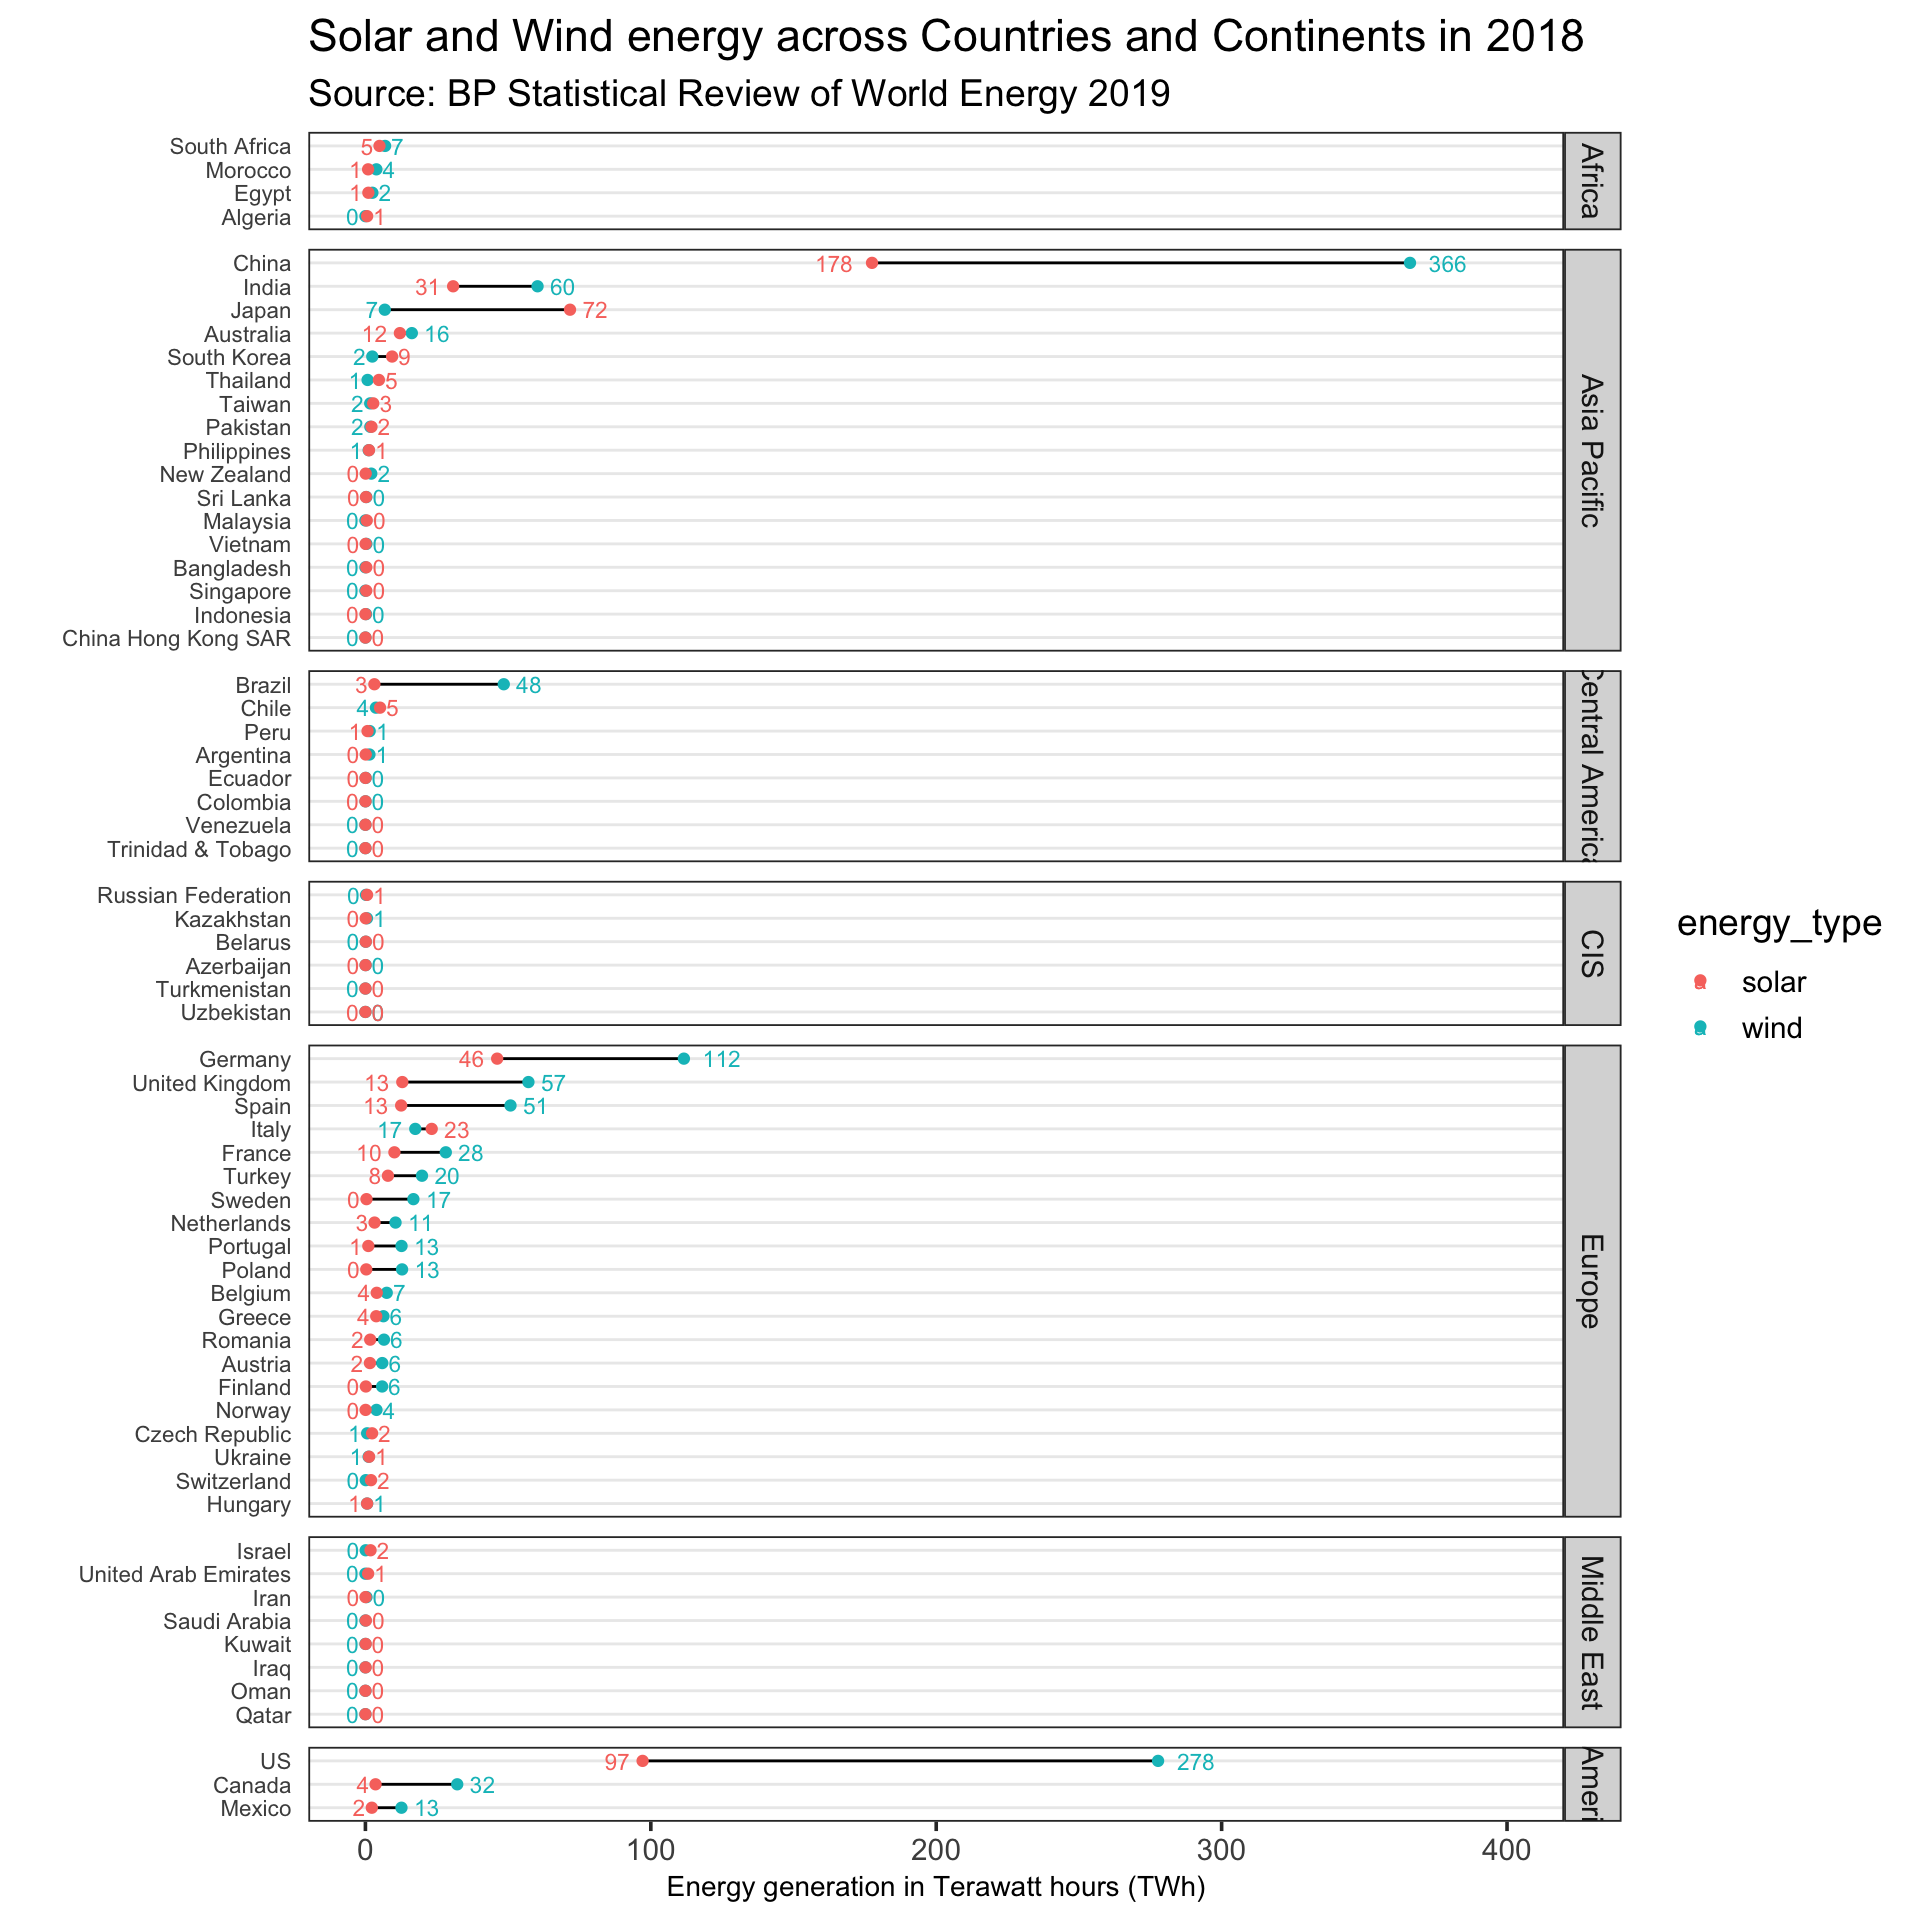 Solar and Wind energy across Countries and Continents in 2018
Source: BP Statistical Review of World Energy 2019
Africa
South Africa 5 7
Morocco 1 4
Egypt 1 2
Algeria 0 1
Asia Pacific
China 178 366
India 31 60
Japan 7 72
Australia 12 16
South Korea 2 9
Thailand 1 5
Taiwan 2 3
Pakistan 2 2
Philippines 1 1
New Zealand 0 2
Sri Lanka 0 0
Malaysia 0 0
Vietnam 0 0
Bangladesh 0 0
Singapore 0 0
Indonesia 0 0
China Hong Kong SAR 0 0
Central America
Brazil 3 48
Chile 4 5
Peru 1 1
Argentina 0 1
Ecuador 0 0
Colombia 0 0
Venezuela 0 0
Trinidad & Tobago 0 0
CIS
Russian Federation 0 1
Kazakhstan 0 1
Belarus 0 0
Azerbaijan 0 0
Turkmenistan 0 0
Uzbekistan 0 0
Europe
Germany 46 112
United Kingdom 13 57
Spain 13 51
Italy 17 23
France 10 28
Turkey 8 20
Sweden 0 17
Netherlands 3 11
Portugal 1 13
Poland 0 13
Belgium 4 7
Greece 4 6
Romania 2 6
Austria 2 6
Finland 0 6
Norway 0 4
Czech Republic 1 2
Ukraine 1 1
Switzerland 0 2
Hungary 1 1
Middle East
Israel 0 2
United Arab Emirates 0 1
Iran 0 0
Saudi Arabia 0 0
Kuwait 0 0
Iraq 0 0
Oman 0 0
Qatar 0 0
Ameri
US 97 278
Canada 4 32
Mexico 2 13
0 100 200 300 400
Energy generation in Terawatt hours (TWh)
energy_type
a solar
a wind